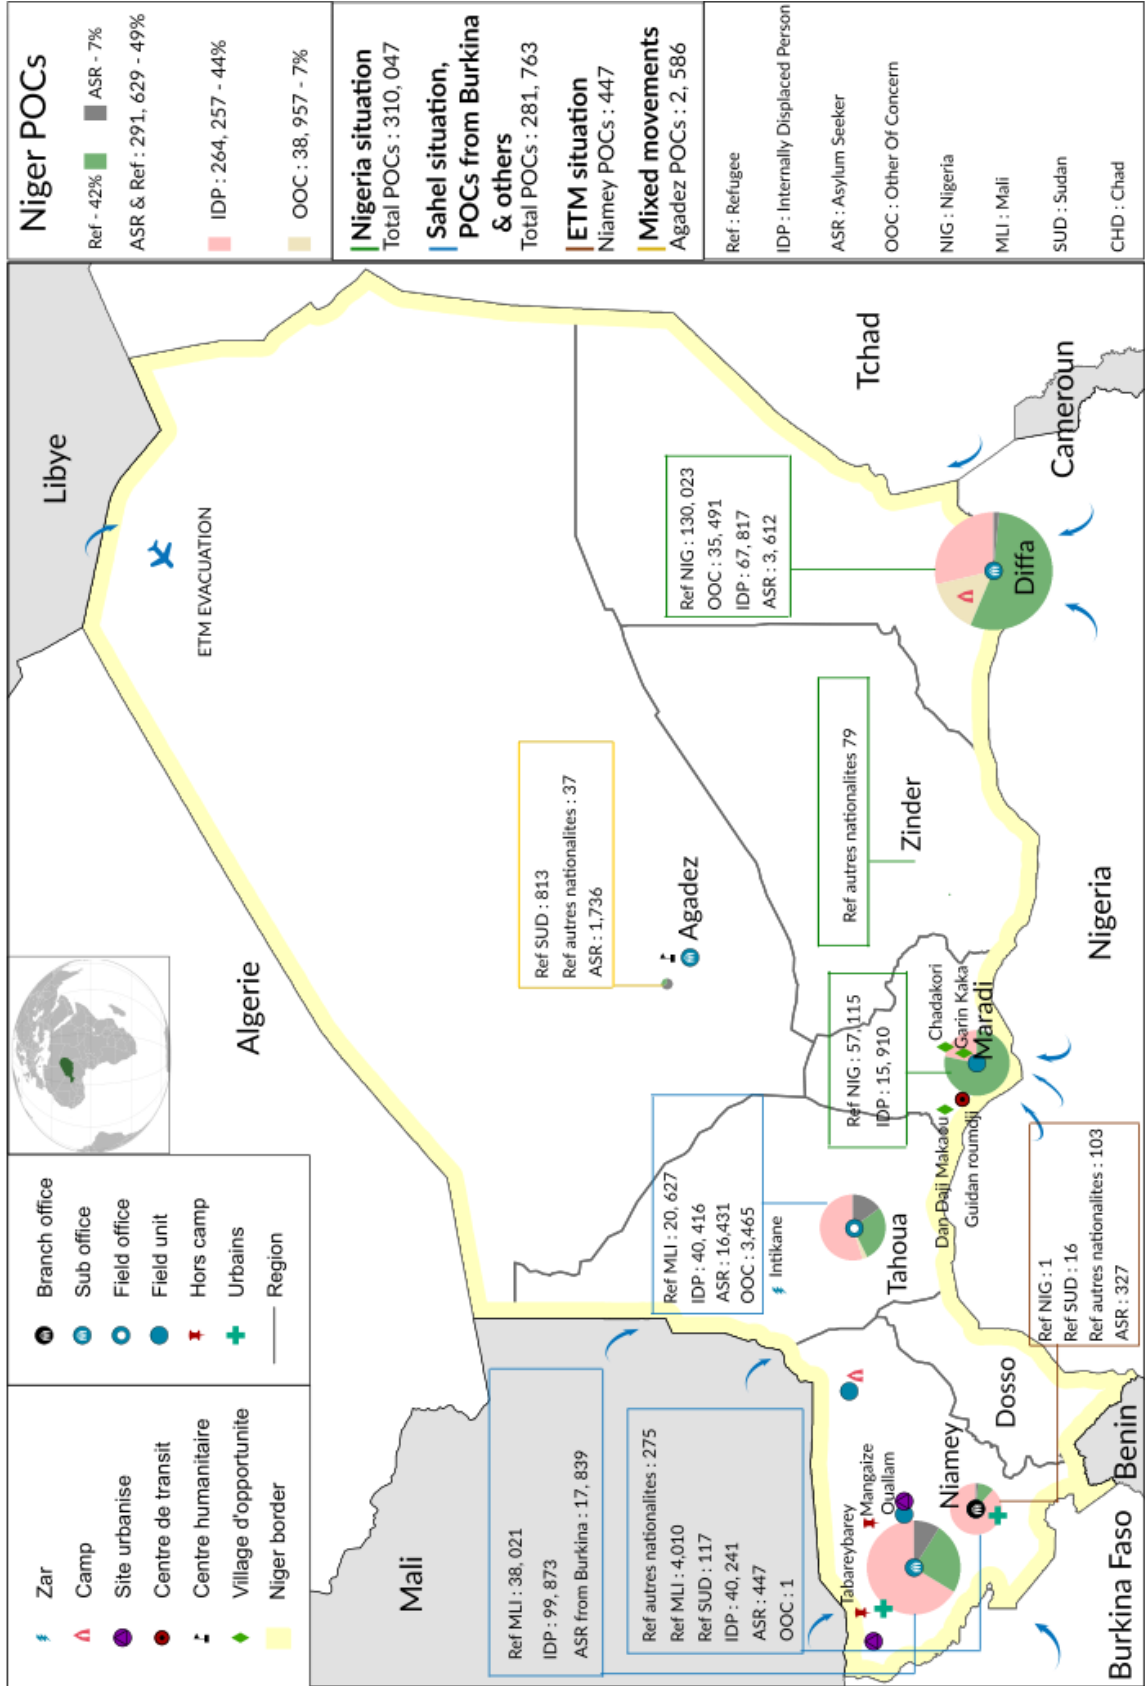 Zar
Camp
Site urbanise
Centre de transit
Centre humanitaire
Village d'opportunite
Niger border
Branch office
Sub office
Field office
Field unit
Hors camp
Urbains
Region
Niger POCs
Ref - 42%
ASR - 7%
ASR & Ref : 291, 629 - 49%
IDP : 264, 257 - 44%
OOC : 38, 957 - 7%
Nigeria situation
Total POCs : 310, 047
Sahel situation,
POCs from Burkina
& others
Total POCs : 281, 763
ETM situation
Niamey POCs : 447
Mixed movements
Agadez POCs : 2, 586
Ref : Refugee
IDP : Internally Displaced Person
ASR : Asylum Seeker
OOC : Other Of Concern
NIG : Nigeria
MLI : Mali
SUD : Sudan
CHD : Chad
Libye
Algerie
ETM EVACUATION
Tchad
Mali
Ref SUD : 813
Ref autres nationalites : 37
ASR : 1,736
Agadez
Ref MLI : 38, 021
IDP : 99, 873
ASR from Burkina : 17, 839
Ref autres nationalites : 275
Ref MLI : 4,010
Ref SUD : 117
IDP : 40, 241
ASR : 447
OOC : 1
Ref MLI : 20, 627
IDP : 40, 416
ASR : 16,431
OOC : 3,465
Intikane
Tahoua
Ref NIG : 57,115
IDP : 15, 910
Ref autres nationalites 79
Zinder
Ref NIG : 130, 023
OOC : 35, 491
IDP : 67, 817
ASR : 3, 612
Diffa
Cameroun
Tabareybarey
Mangaize
Ouallam
Niamey
Dosso
Dan Dadji Makaou
Guidan roumdji
Chadakori
Garin Kaka
Maradi
Ref NIG : 1
Ref SUD : 16
Ref autres nationalites : 103
ASR : 327
Burkina Faso
Benin
Nigeria